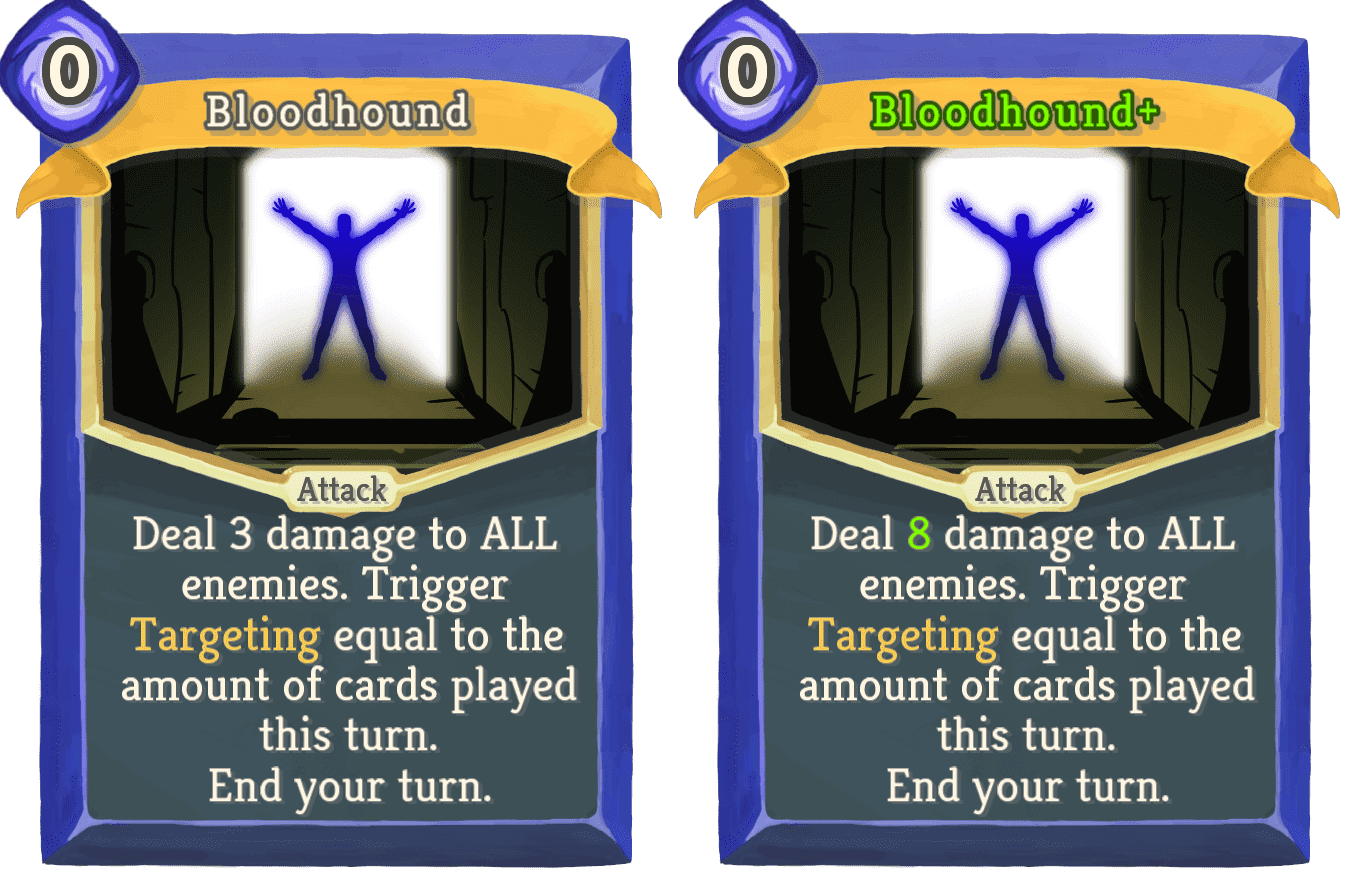 0
Bloodhound
Attack
Deal 3 damage to ALL
enemies. Trigger
Targeting equal to the
amount of cards played
this turn.
End your turn.
0
Bloodhound+
Attack
Deal 8 damage to ALL
enemies. Trigger
Targeting equal to the
amount of cards played
this turn.
End your turn.